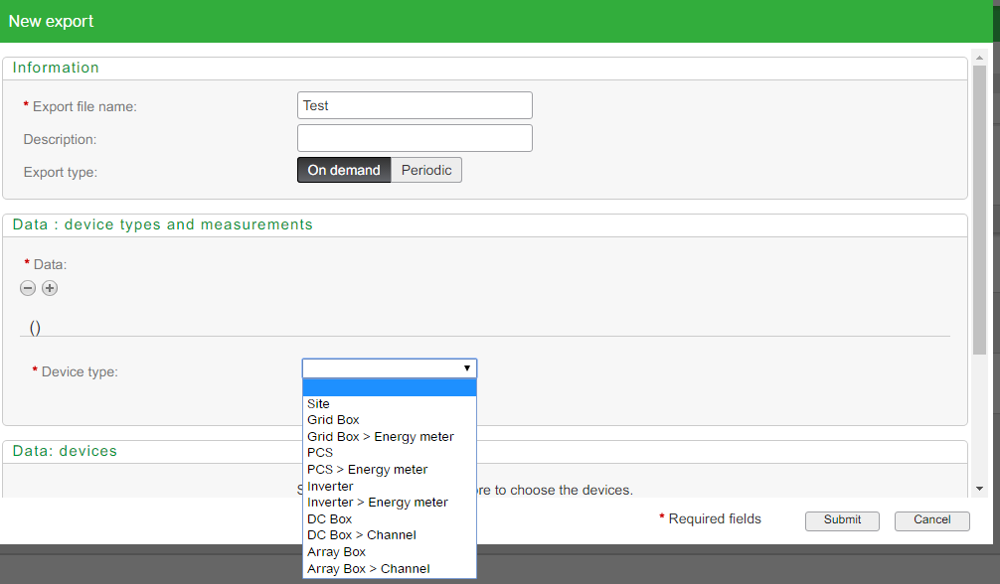 New export
Information
* Export file name:
Test
Description:
Export type:
On demand
Periodic
Data : device types and measurements
* Data:
()
* Device type:
Site
Grid Box
Grid Box > Energy meter
PCS
PCS > Energy meter
Inverter
Inverter > Energy meter
DC Box
DC Box > Channel
Array Box
Array Box > Channel
Data: devices
to choose the devices.
* Required fields
Submit
Cancel